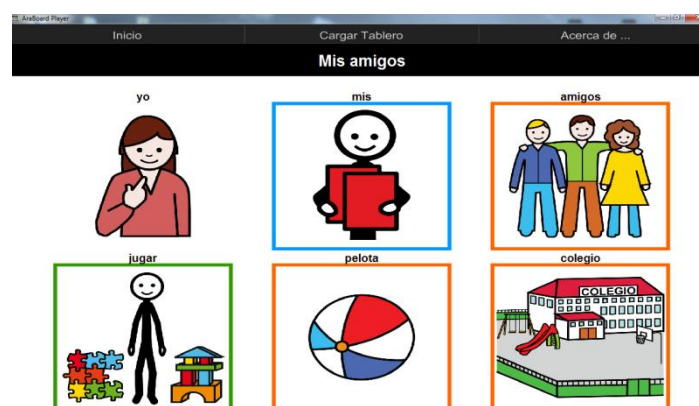 AraBoard Player
Inicio Cargar Tablero Acerca de ...
Mis amigos
yo mis amigos
jugar pelota colegio
COLEGIO